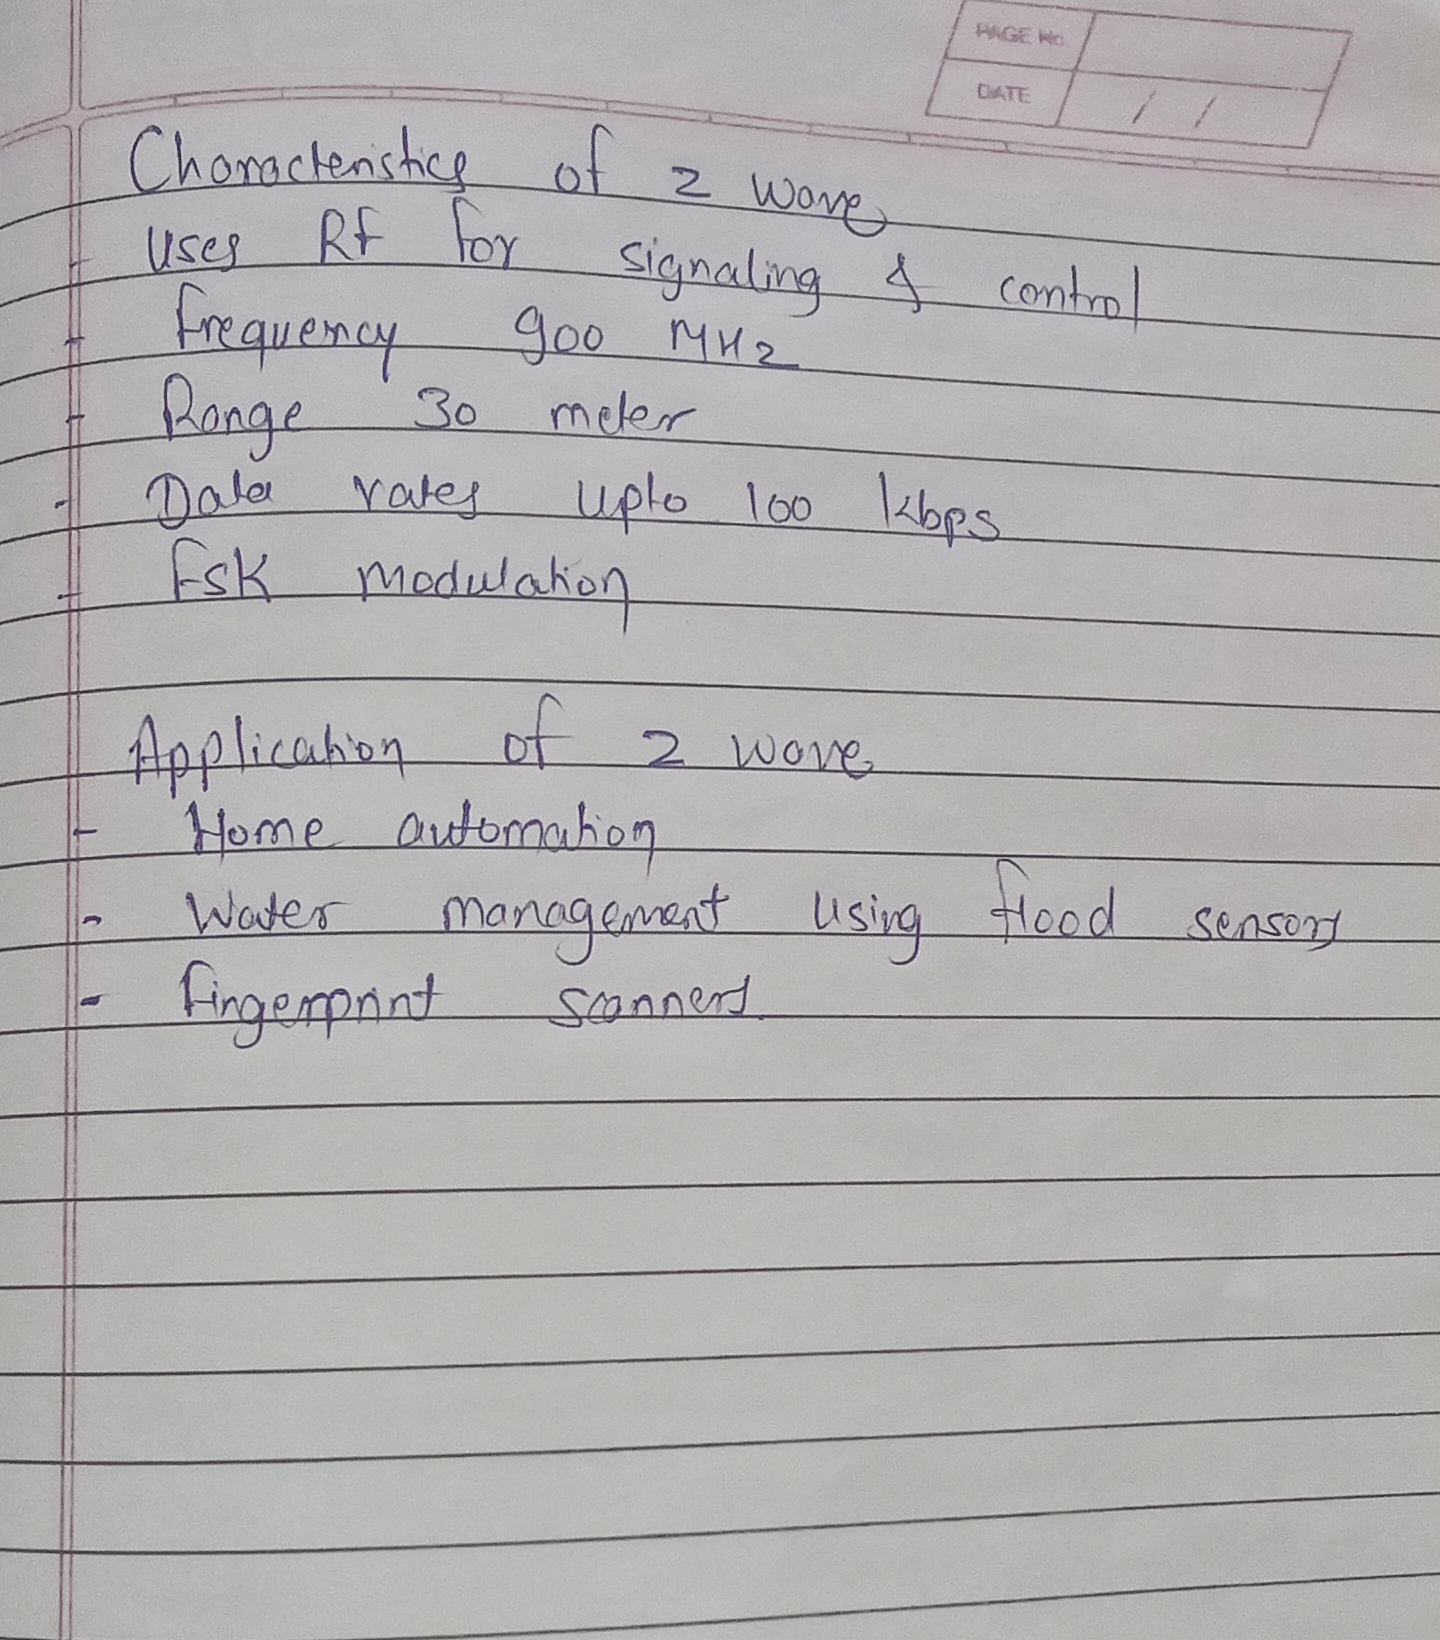 PAGE No.
DATE / /
Characteristics of Z wave
- Uses Rf for signaling & control
- frequency 900 MHz
- Range 30 meter
- Data rates upto 100 kbps
- FSK modulation
Application of Z wave
- Home automation
- Water management using flood sensors
- fingerprint scanners.